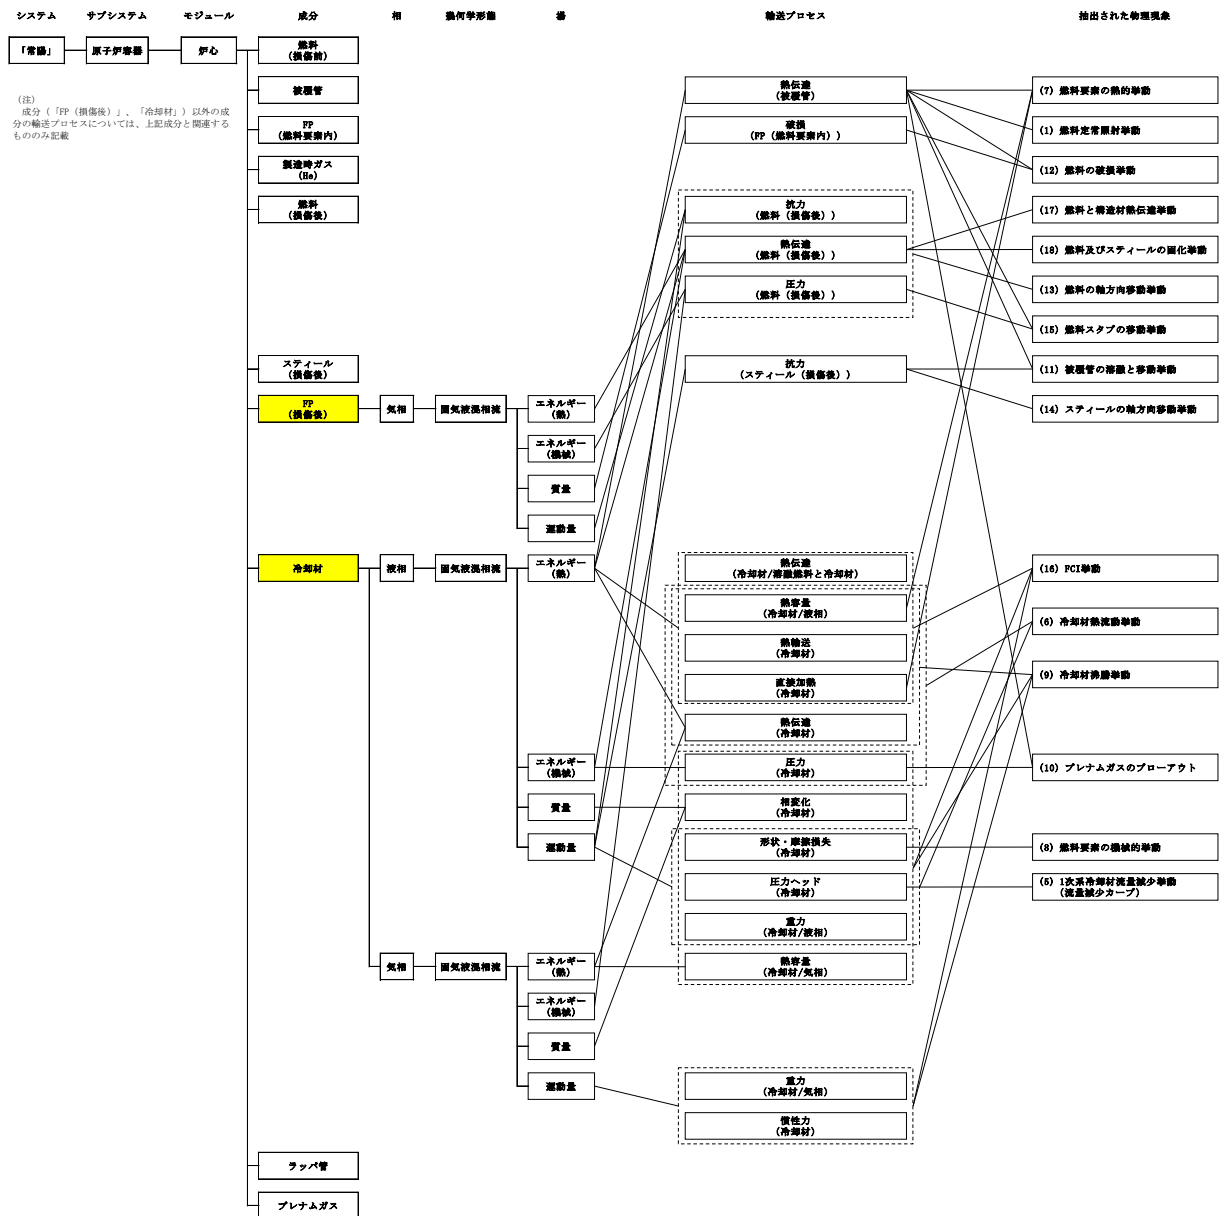 システム サブシステム モジュール 成分 相 幾何学形態 場 輸送プロセス 抽出された物理現象
「常陽」
原子炉容器
炉心
燃料
(損傷前)
(注)
成分(「FP(損傷後)」、「冷却材」)以外の成
分の輸送プロセスについては、上記成分と関連する
もののみ記載
被覆管
FP
(燃料要素内)
製造時ガス
(He)
燃料
(損傷後)
スティール
(損傷後)
FP
(損傷後)
気相
固気液混相流
エネルギー
(熱)
エネルギー
(機械)
質量
運動量
冷却材
液相
固気液混相流
エネルギー
(熱)
エネルギー
(機械)
質量
運動量
気相
固気液混相流
エネルギー
(熱)
エネルギー
(機械)
質量
運動量
ラッパ管
プレナムガス
熱伝達
(被覆管)
破損
(FP(燃料要素内))
抗力
(燃料(損傷後))
熱伝達
(燃料(損傷後))
圧力
(燃料(損傷後))
抗力
(スティール(損傷後))
熱伝達
(冷却材/溶融燃料と冷却材)
熱容量
(冷却材/液相)
熱輸送
(冷却材)
直接加熱
(冷却材)
熱伝達
(冷却材)
圧力
(冷却材)
相変化
(冷却材)
形状・摩擦損失
(冷却材)
圧力ヘッド
(冷却材)
重力
(冷却材/液相)
熱容量
(冷却材/気相)
重力
(冷却材/気相)
慣性力
(冷却材)
(7) 燃料要素の熱的挙動
(1) 燃料定常照射挙動
(12) 燃料の破損挙動
(17) 燃料と構造材熱伝達挙動
(18) 燃料及びスティールの固化挙動
(13) 燃料の軸方向移動挙動
(15) 燃料スタブの移動挙動
(11) 被覆管の溶融と移動挙動
(14) スティールの軸方向移動挙動
(16) FCI挙動
(6) 冷却材熱流動挙動
(9) 冷却材沸騰挙動
(10) プレナムガスのブローアウト
(8) 燃料要素の機械的挙動
(5) 1次系冷却材流量減少挙動
(流量減少カーブ)